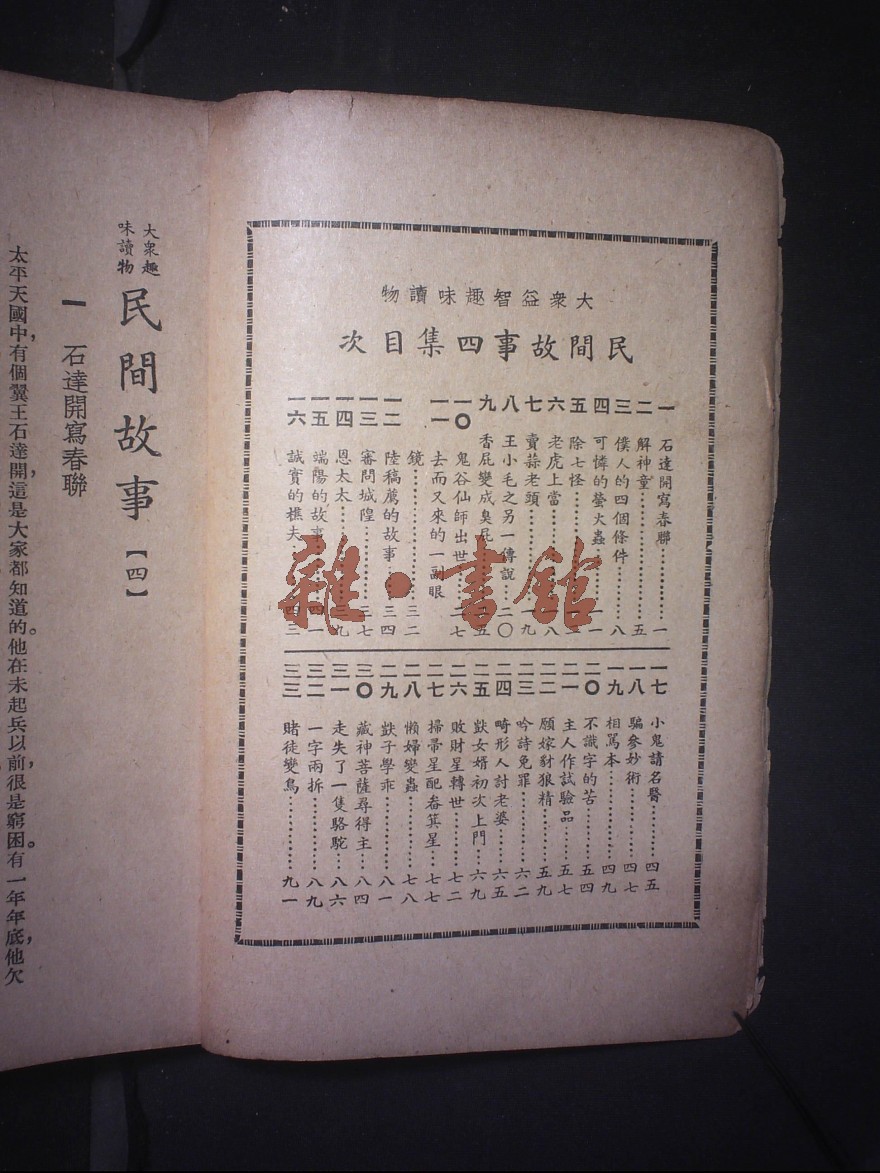 大衆益智趣味讀物
民間故事四集目次
一 石達開寫春聯…………一
二 解神童…………五
三 僕人的四個條件…………八
四 可憐的螢火蟲…………一一
五 除七怪…………
六 老虎上當…………一八
七 賣蒜老頭…………一九
八 王小毛之另一傳說…………二〇
九 香屁變成臭屁…………二五
一〇 鬼谷仙師出世…………二七
一一 去而又來的一副眼鏡…………三二
一二 陸稿薦的故事…………三四
一三 審問城隍…………三七
一四 恩太太…………三九
一五 端陽的故事…………四一
一六 誠實的樵夫…………四三
一七 小鬼請名醫…………四五
一八 騙參妙術…………四七
一九 相罵本…………四九
二〇 不識字的苦…………五四
二一 主人作試驗品……五七
二二 願嫁豺狼精……五九
二三 吟詩免罪…………六二
二四 畸形人討老婆……六五
二五 獃女婿初次上門…六九
二六 敗財星轉世………七二
二七 掃帚星配畚箕星…七七
二八 懶婦變蟲…………七八
二九 獃子學乖…………八一
三〇 藏神菩薩尋得主…八四
三一 走失了一隻駱駝…八六
三二 一字兩拆…………八九
三三 賭徒變鳥…………九一
雜·書館
大衆趣味讀物
民間故事【四】
一 石達開寫春聯
太平天國中，有個翼王石達開，這是大家都知道的。他在未起兵以前，很是窮困。有一年年底，他欠